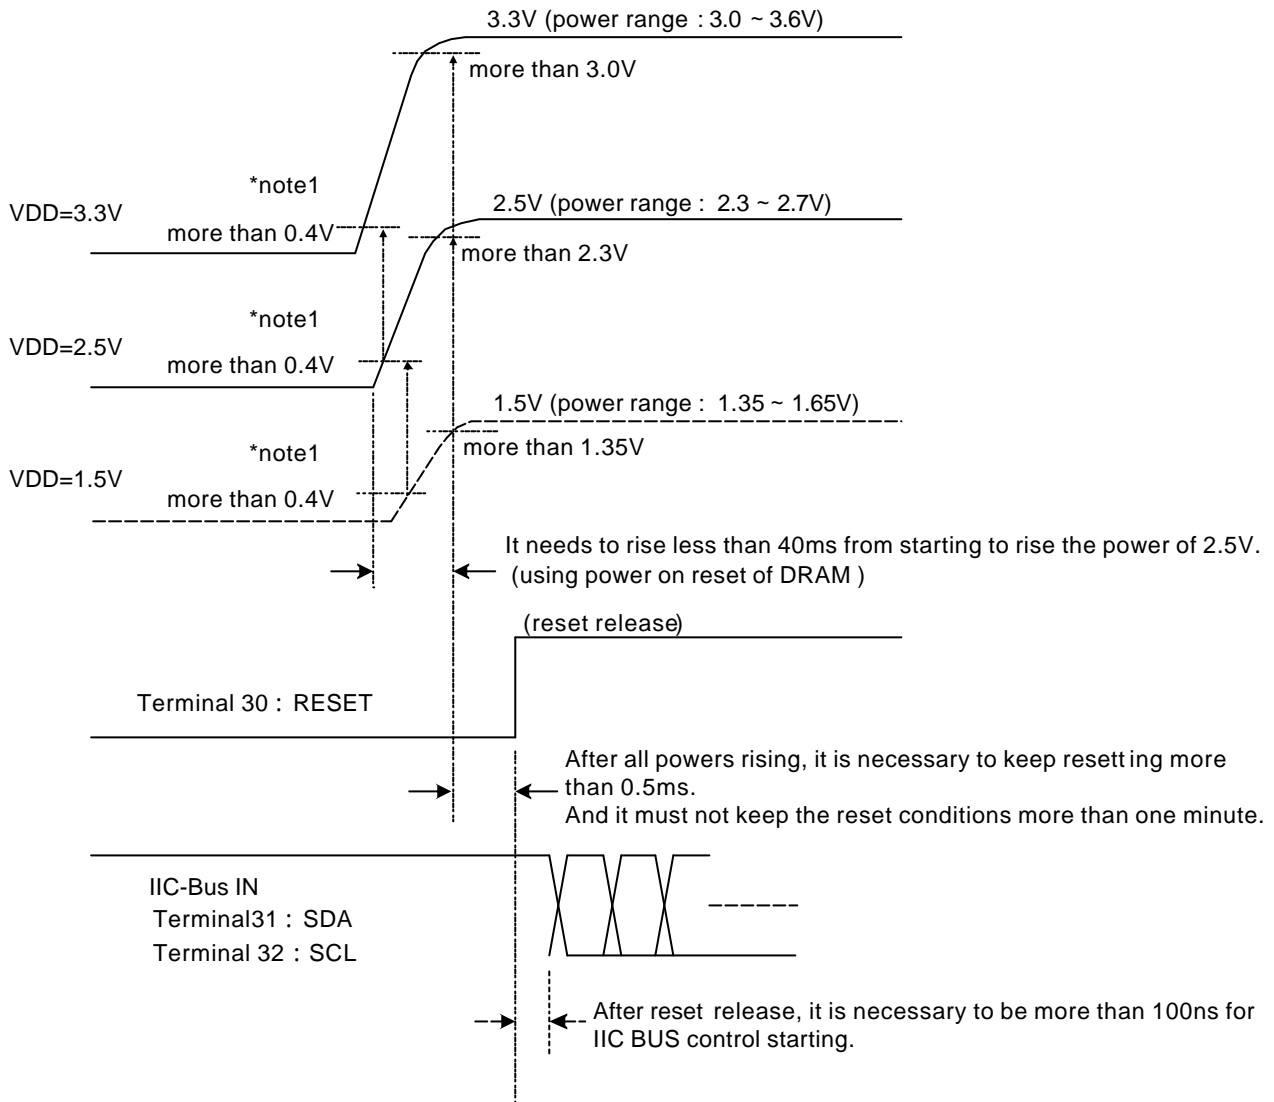 3.3V (power range : 3.0 ~ 3.6V)
more than 3.0V
*note1
VDD=3.3V
more than 0.4V
2.5V (power range : 2.3 ~ 2.7V)
more than 2.3V
*note1
VDD=2.5V
more than 0.4V
1.5V (power range : 1.35 ~ 1.65V)
more than 1.35V
*note1
VDD=1.5V
more than 0.4V
It needs to rise less than 40ms from starting to rise the power of 2.5V.
(using power on reset of DRAM )
(reset release)
Terminal 30 : RESET
After all powers rising, it is necessary to keep resetting more
than 0.5ms.
And it must not keep the reset conditions more than one minute.
IIC-Bus IN
Terminal31 : SDA
Terminal 32 : SCL
After reset release, it is necessary to be more than 100ns for
IIC BUS control starting.